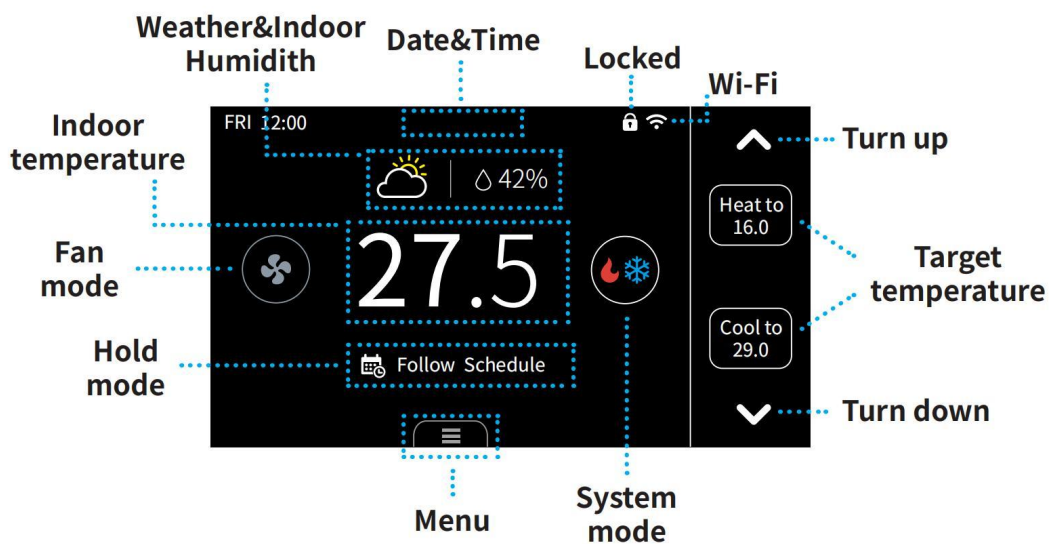 Weather&Indoor
Humidith
Date&Time
Locked
Wi-Fi
Indoor
temperature
Fan
mode
Hold
mode
FRI 12:00
42%
27.5
Follow Schedule
Heat to
16.0
Cool to
29.0
Turn up
Target
temperature
Turn down
Menu
System
mode